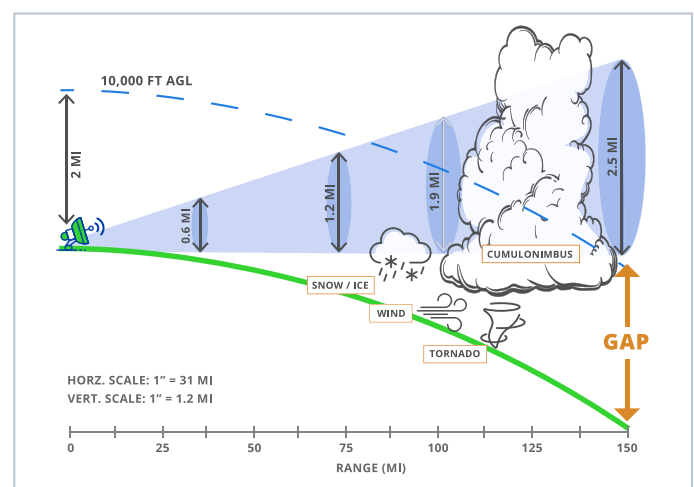 10,000 FT AGL
2 MI
0.6 MI
1.2 MI
1.9 MI
2.5 MI
CUMULONIMBUS
SNOW / ICE
WIND
TORNADO
GAP
HORZ. SCALE: 1” = 31 MI
VERT. SCALE: 1” = 1.2 MI
0 25 50 75 100 125 150
RANGE (MI)